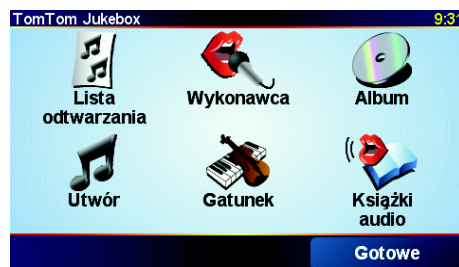 TomTom Jukebox 9:31
Lista
odtwarzania
Wykonawca
Album
Utwór
Gatunek
Książki
audio
Gotowe